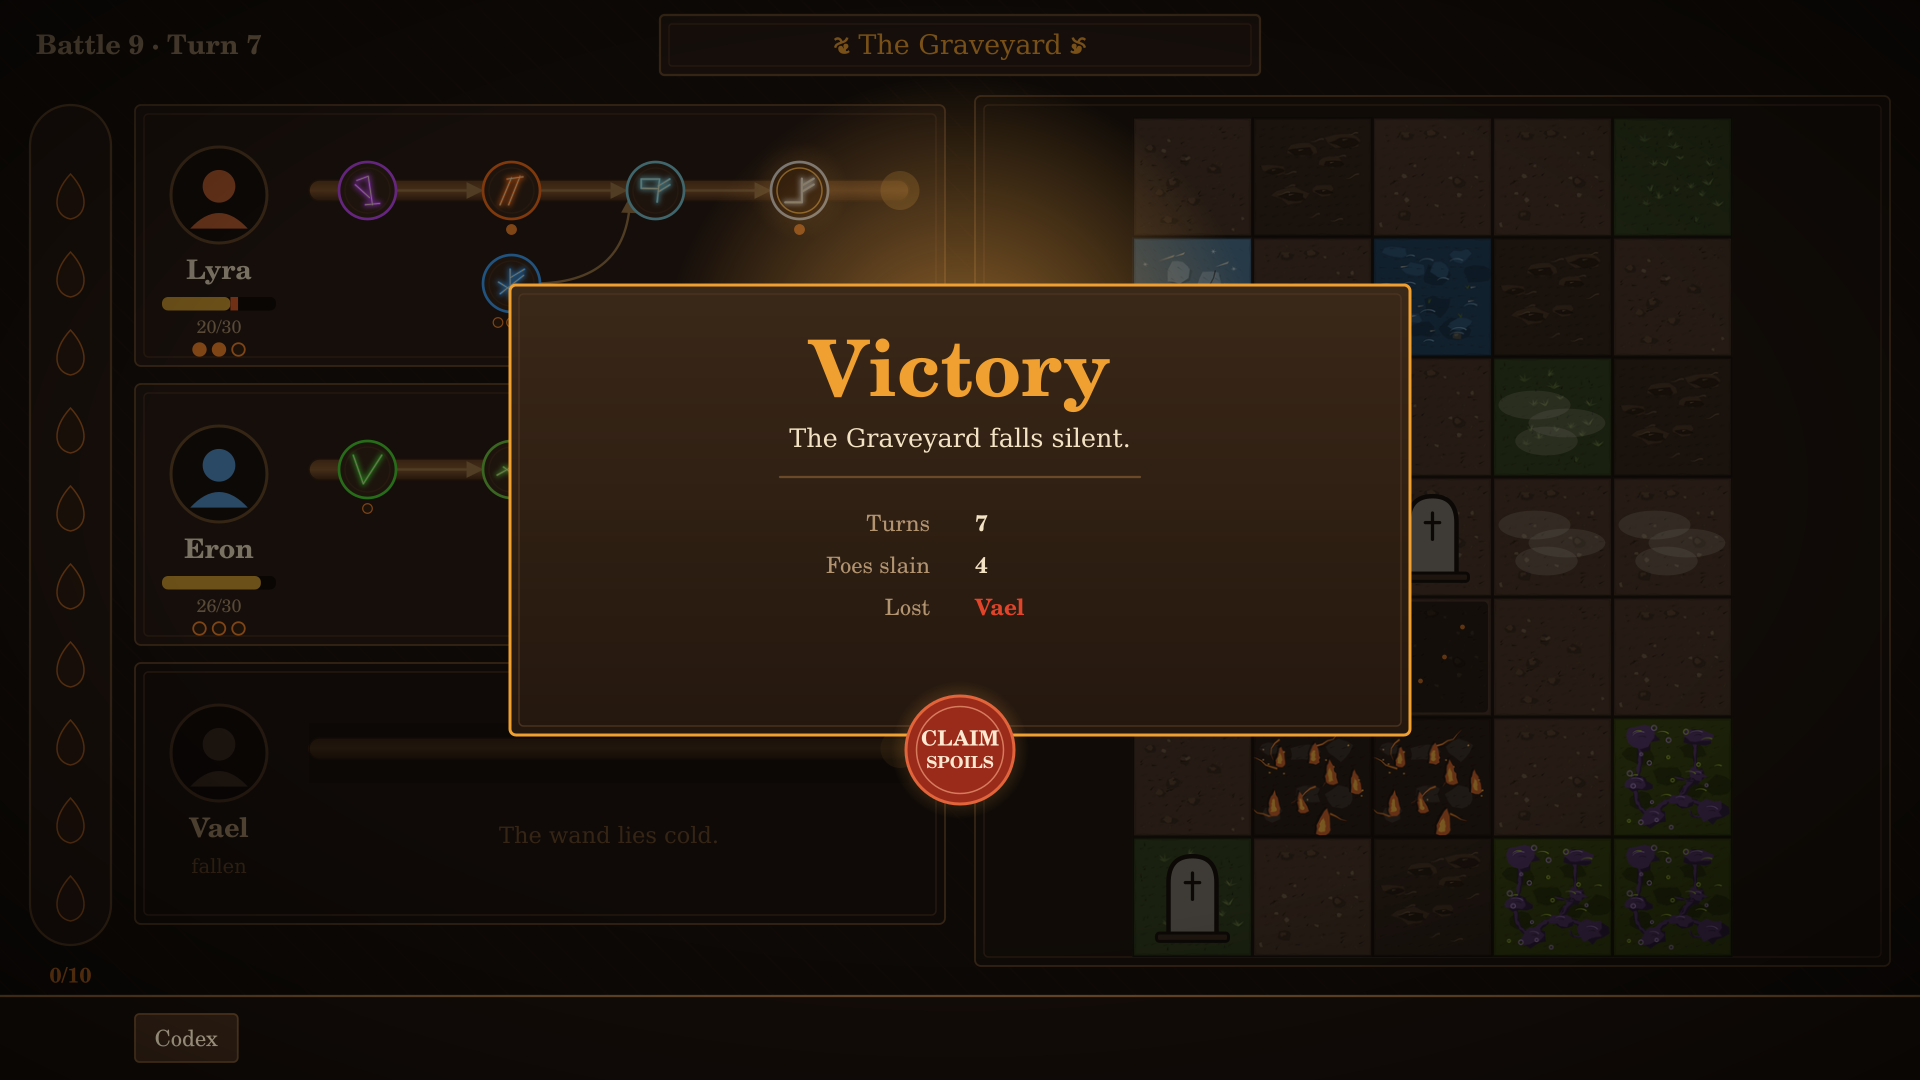 Battle 9 · Turn 7
The Graveyard
Lyra
20/30
Eron
26/30
Vael
fallen
The wand lies cold.
0/10
Codex
Victory
The Graveyard falls silent.
Turns 7
Foes slain 4
Lost Vael
CLAIM
SPOILS